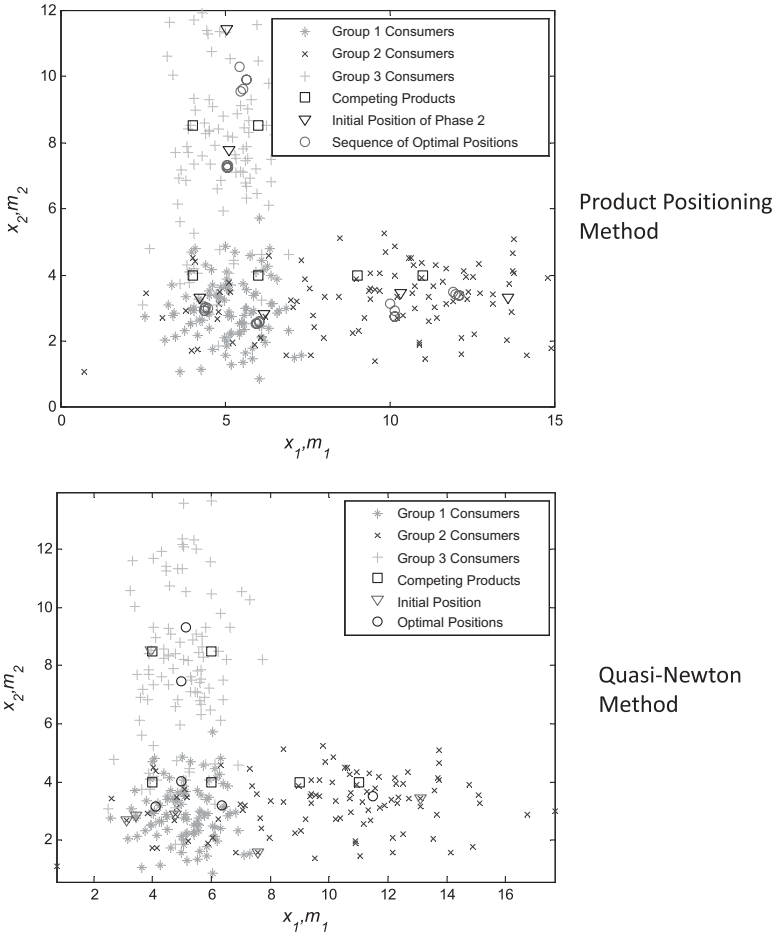 12
10
8
6
4
2
0
x2,m2
Group 1 Consumers
Group 2 Consumers
Group 3 Consumers
Competing Products
Initial Position of Phase 2
Sequence of Optimal Positions
0 5 10 15
x1,m1
Product Positioning
Method
12
10
8
6
4
2
x2,m2
Group 1 Consumers
Group 2 Consumers
Group 3 Consumers
Competing Products
Initial Position
Optimal Positions
2 4 6 8 10 12 14 16
x1,m1
Quasi-Newton
Method